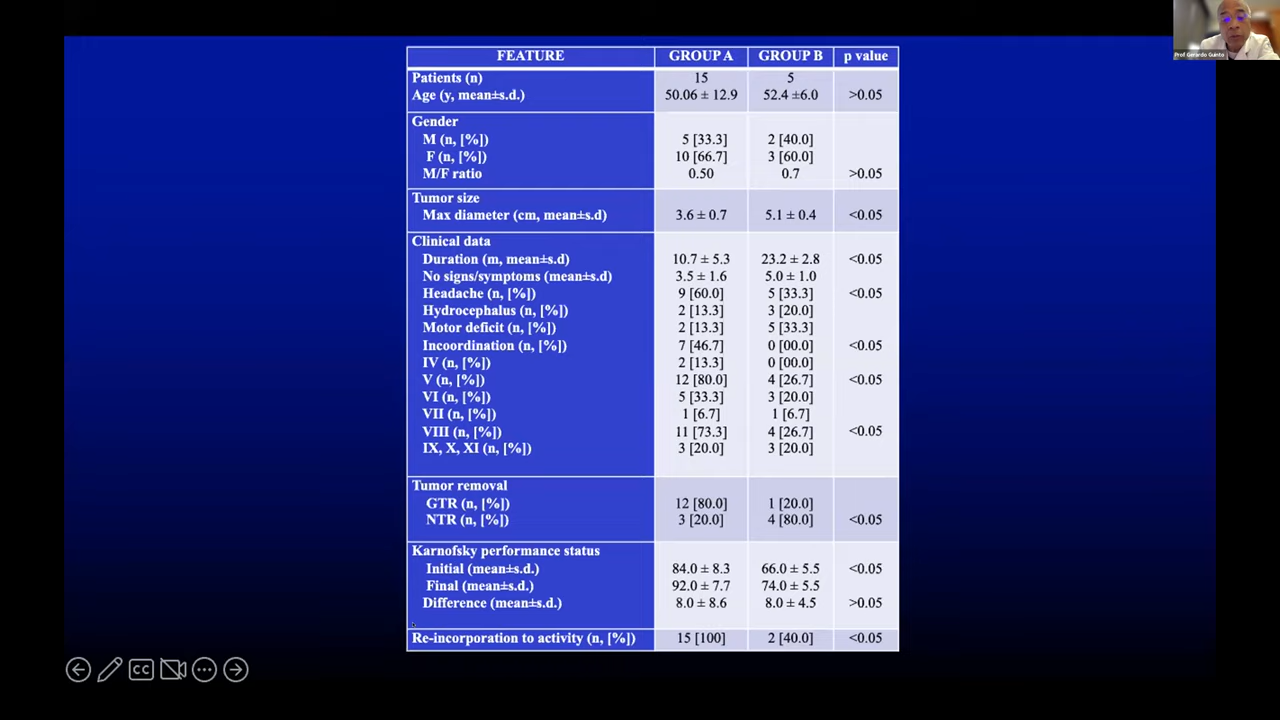 Prof Gerardo Guinto
FEATURE GROUP A GROUP B p value
Patients (n) 15 5
Age (y, mean±s.d.) 50.06 ± 12.9 52.4 ±6.0 >0.05
Gender
M (n, [%]) 5 [33.3] 2 [40.0]
F (n, [%]) 10 [66.7] 3 [60.0]
M/F ratio 0.50 0.7 >0.05
Tumor size
Max diameter (cm, mean±s.d) 3.6 ± 0.7 5.1 ± 0.4 <0.05
Clinical data
Duration (m, mean±s.d) 10.7 ± 5.3 23.2 ± 2.8 <0.05
No signs/symptoms (mean±s.d) 3.5 ± 1.6 5.0 ± 1.0
Headache (n, [%]) 9 [60.0] 5 [33.3] <0.05
Hydrocephalus (n, [%]) 2 [13.3] 3 [20.0]
Motor deficit (n, [%]) 2 [13.3] 5 [33.3]
Incoordination (n, [%]) 7 [46.7] 0 [00.0] <0.05
IV (n, [%]) 2 [13.3] 0 [00.0]
V (n, [%]) 12 [80.0] 4 [26.7] <0.05
VI (n, [%]) 5 [33.3] 3 [20.0]
VII (n, [%]) 1 [6.7] 1 [6.7]
VIII (n, [%]) 11 [73.3] 4 [26.7] <0.05
IX, X, XI (n, [%]) 3 [20.0] 3 [20.0]
Tumor removal
GTR (n, [%]) 12 [80.0] 1 [20.0]
NTR (n, [%]) 3 [20.0] 4 [80.0] <0.05
Karnofsky performance status
Initial (mean±s.d.) 84.0 ± 8.3 66.0 ± 5.5 <0.05
Final (mean±s.d.) 92.0 ± 7.7 74.0 ± 5.5
Difference (mean±s.d.) 8.0 ± 8.6 8.0 ± 4.5 >0.05
Re-incorporation to activity (n, [%]) 15 [100] 2 [40.0] <0.05
CC